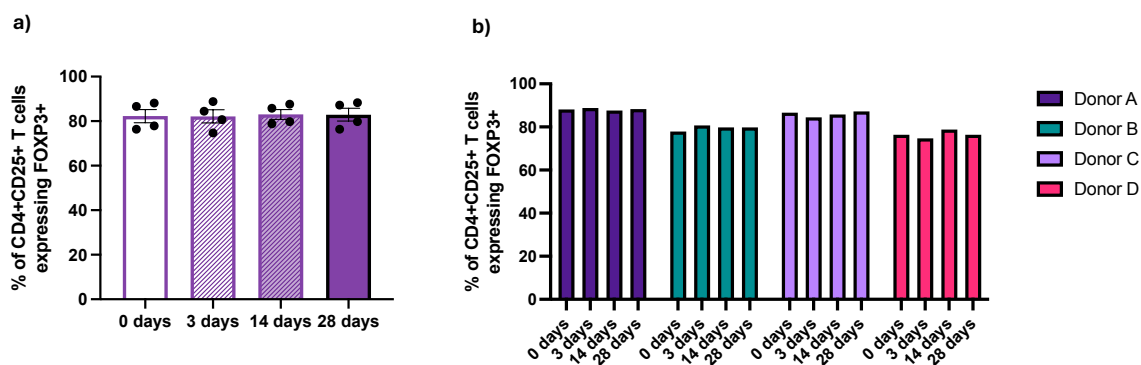 a)
% of CD4+CD25+ T cells
expressing FOXP3+
100
80
60
40
20
0
0 days
3 days
14 days
28 days
b)
% of CD4+CD25+ T cells
expressing FOXP3+
100
80
60
40
20
0
0 days
3 days
14 days
28 days
0 days
3 days
14 days
28 days
0 days
3 days
14 days
28 days
0 days
3 days
14 days
28 days
Donor A
Donor B
Donor C
Donor D